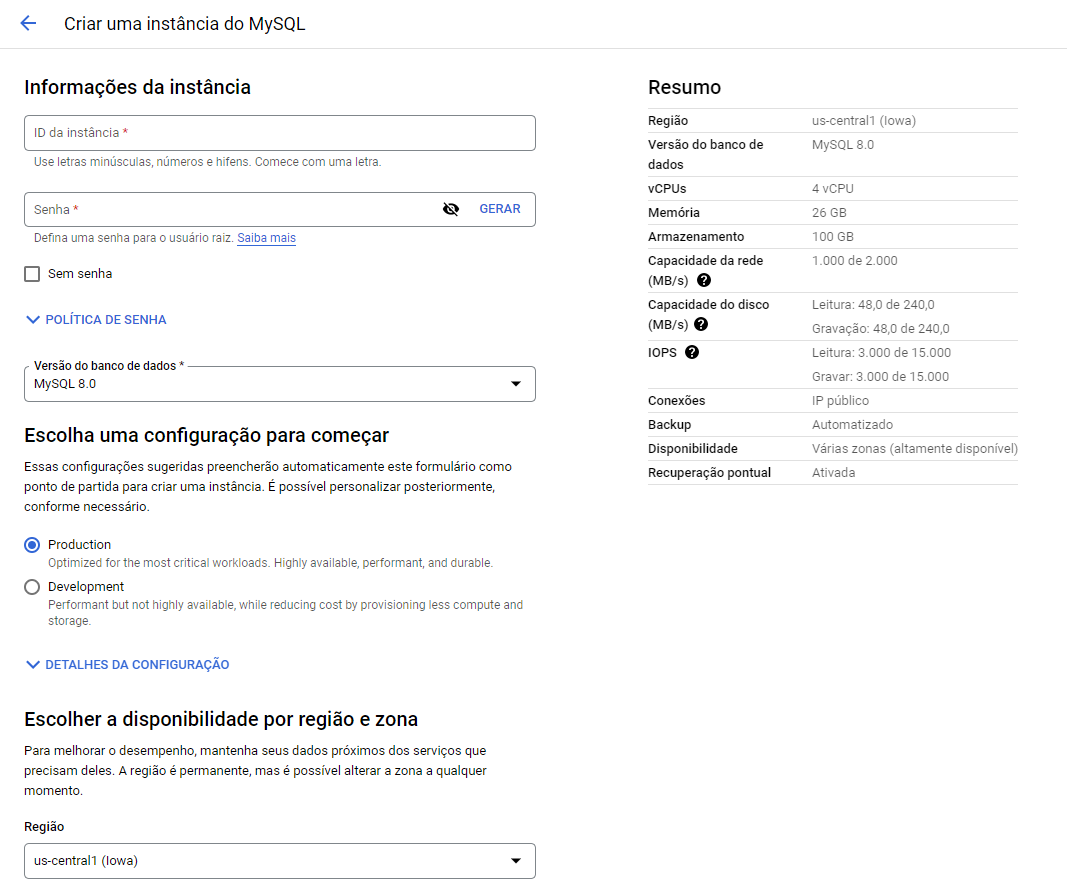 Criar uma instância do MySQL
Informações da instância
ID da instância *
Use letras minúsculas, números e hifens. Comece com uma letra.
Senha *
GERAR
Defina uma senha para o usuário raiz. Saiba mais
Sem senha
POLÍTICA DE SENHA
Versão do banco de dados *
MySQL 8.0
Escolha uma configuração para começar
Essas configurações sugeridas preencherão automaticamente este formulário como
ponto de partida para criar uma instância. É possível personalizar posteriormente,
conforme necessário.
Production
Optimized for the most critical workloads. Highly available, performant, and durable.
Development
Performant but not highly available, while reducing cost by provisioning less compute and
storage.
DETALHES DA CONFIGURAÇÃO
Escolher a disponibilidade por região e zona
Para melhorar o desempenho, mantenha seus dados próximos dos serviços que
precisam deles. A região é permanente, mas é possível alterar a zona a qualquer
momento.
Região
us-central1 (Iowa)
Resumo
Região us-central1 (Iowa)
Versão do banco de MySQL 8.0
dados
vCPUs 4 vCPU
Memória 26 GB
Armazenamento 100 GB
Capacidade da rede 1.000 de 2.000
(MB/s) ?
Capacidade do disco Leitura: 48,0 de 240,0
(MB/s) ? Gravação: 48,0 de 240,0
IOPS ? Leitura: 3.000 de 15.000
Gravar: 3.000 de 15.000
Conexões IP público
Backup Automatizado
Disponibilidade Várias zonas (altamente disponível)
Recuperação pontual Ativada